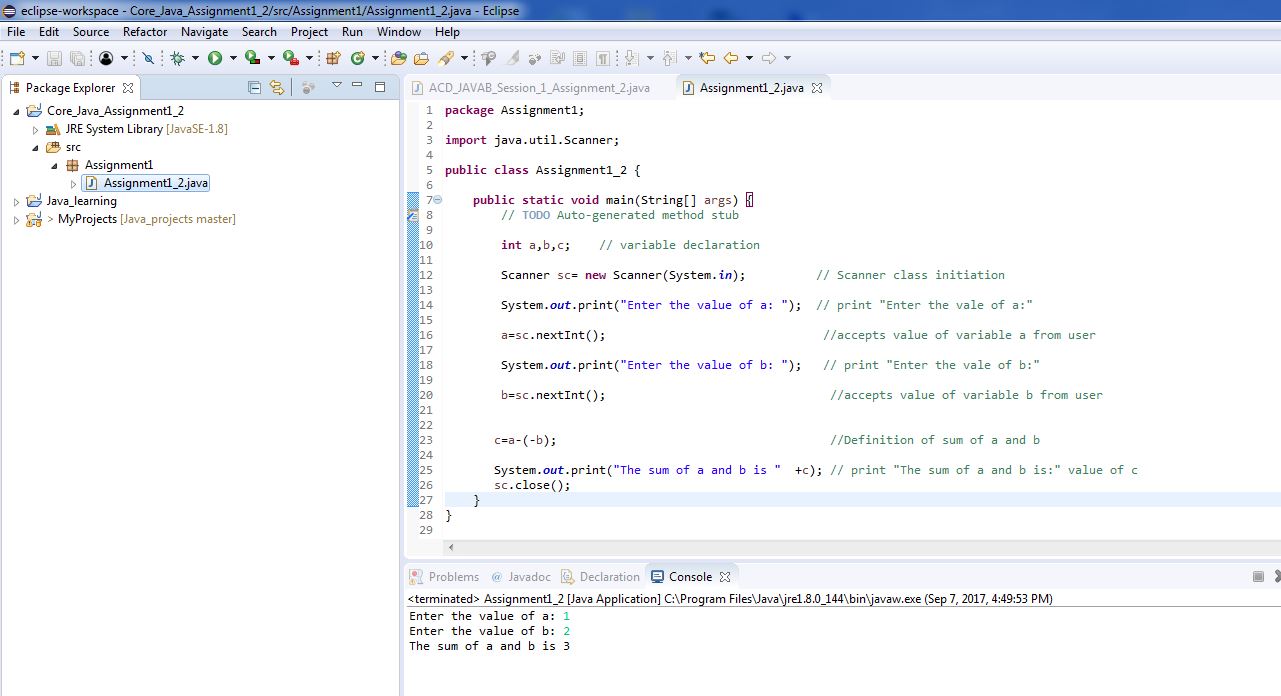 eclipse-workspace - Core_Java_Assignment1_2/src/Assignment1/Assignment1_2.java - Eclipse
File Edit Source Refactor Navigate Search Project Run Window Help
Package Explorer
Core_Java_Assignment1_2
JRE System Library [JavaSE-1.8]
src
Assignment1
Assignment1_2.java
Java_learning
> MyProjects [Java_projects master]
ACD_JAVAB_Session_1_Assignment_2.java Assignment1_2.java
1 package Assignment1;
2
3 import java.util.Scanner;
4
5 public class Assignment1_2 {
6
7 public static void main(String[] args) {
8 // TODO Auto-generated method stub
9
10 int a,b,c; // variable declaration
11
12 Scanner sc= new Scanner(System.in); // Scanner class initiation
13
14 System.out.print("Enter the value of a: "); // print "Enter the vale of a:"
15
16 a=sc.nextInt(); //accepts value of variable a from user
17
18 System.out.print("Enter the value of b: "); // print "Enter the vale of b:"
19
20 b=sc.nextInt(); //accepts value of variable b from user
21
22
23 c=a-(-b); //Definition of sum of a and b
24
25 System.out.print("The sum of a and b is " +c); // print "The sum of a and b is:" value of c
26 sc.close();
27 }
28 }
29
Problems @ Javadoc Declaration Console
<terminated> Assignment1_2 [Java Application] C:\Program Files\Java\jre1.8.0_144\bin\javaw.exe (Sep 7, 2017, 4:49:53 PM)
Enter the value of a: 1
Enter the value of b: 2
The sum of a and b is 3